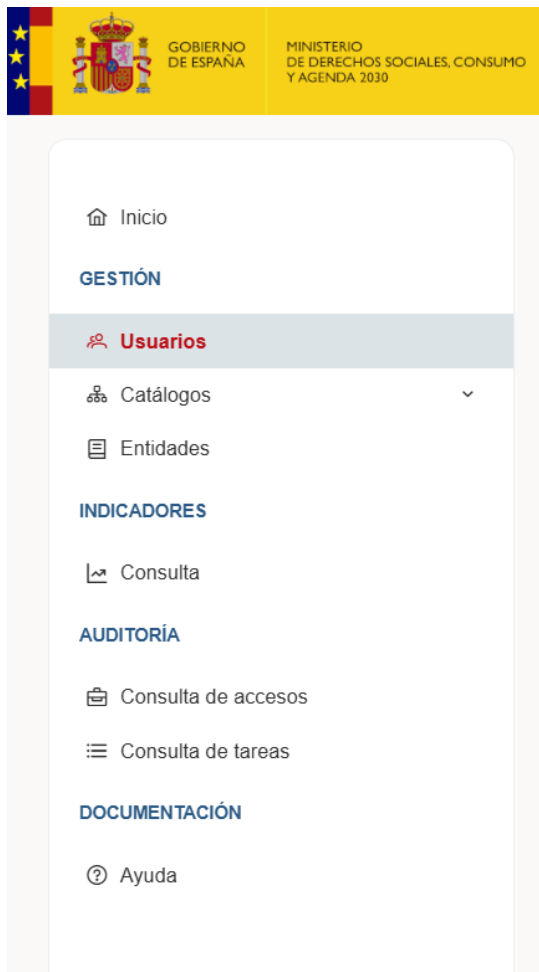 GOBIERNO
DE ESPAÑA
MINISTERIO
DE DERECHOS SOCIALES, CONSUMO
Y AGENDA 2030
Inicio
GESTIÓN
Usuarios
Catálogos
Entidades
INDICADORES
Consulta
AUDITORÍA
Consulta de accesos
Consulta de tareas
DOCUMENTACIÓN
Ayuda